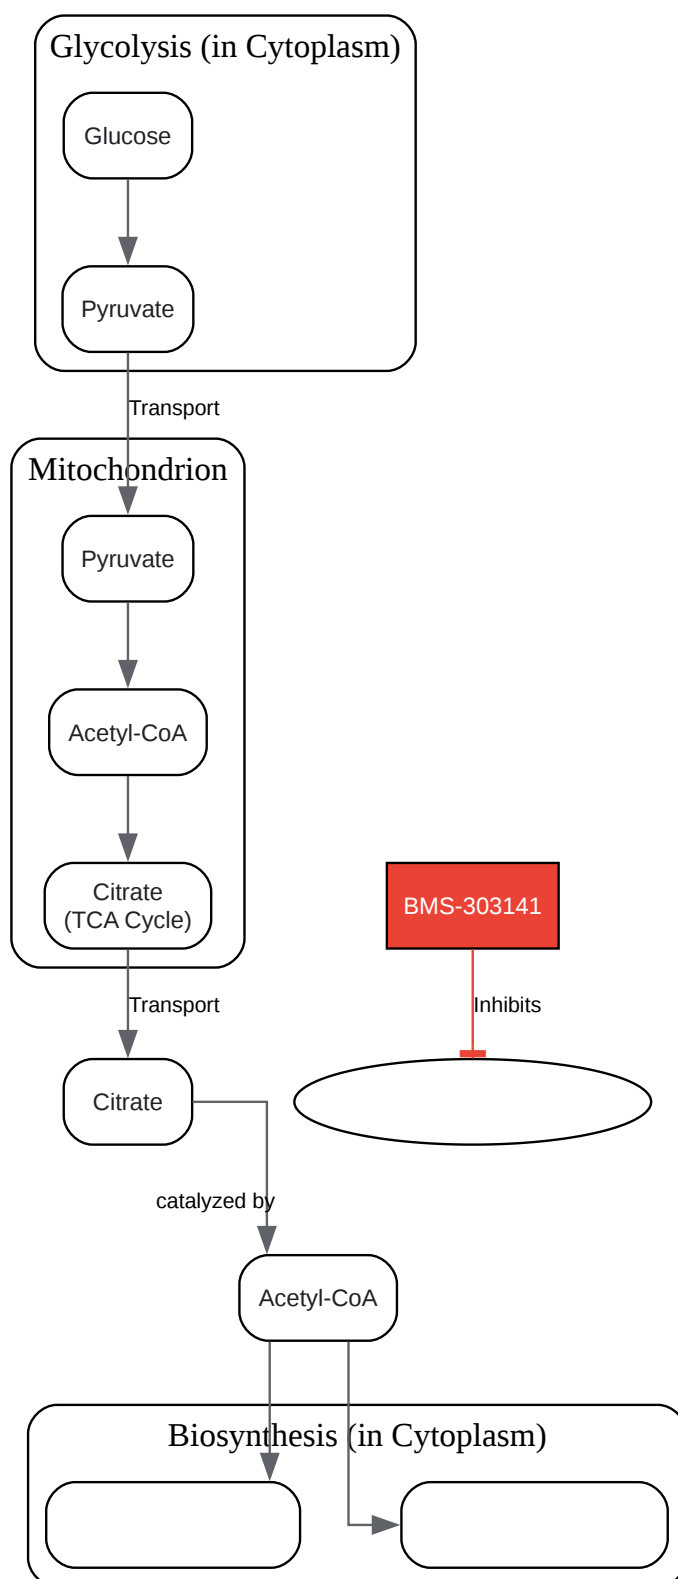 Glycolysis (in Cytoplasm)
Glucose
Pyruvate
Transport
Mitochondrion
Pyruvate
Acetyl-CoA
Citrate
(TCA Cycle)
BMS-303141
Transport
Inhibits
Citrate
catalyzed by
Acetyl-CoA
Biosynthesis (in Cytoplasm)